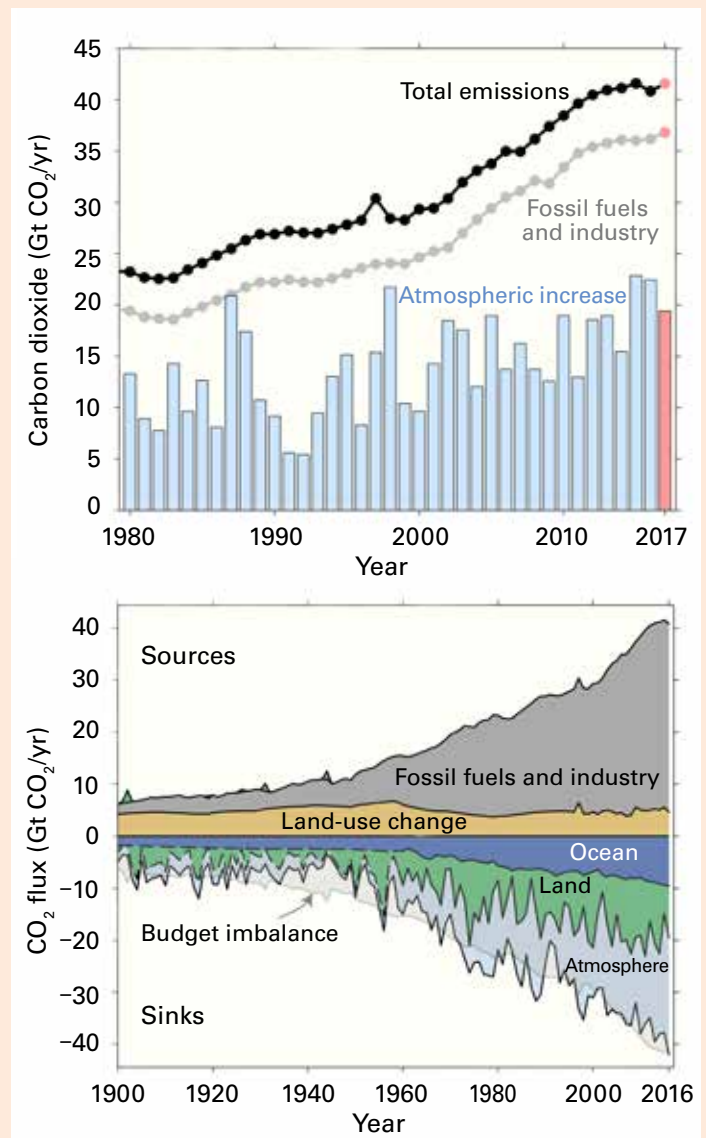 45
40
35
30
25
20
15
10
5
0
Carbon dioxide (Gt CO₂/yr)
Total emissions
Fossil fuels
and industry
Atmospheric increase
1980 1990 2000 2010 2017
Year
40
30
20
10
0
−10
−20
−30
−40
CO₂ flux (Gt CO₂/yr)
Sources
Fossil fuels and industry
Land-use change
Ocean
Land
Budget imbalance
Atmosphere
Sinks
1900 1920 1940 1960 1980 2000 2016
Year